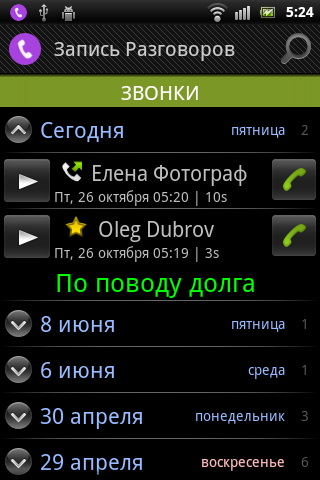 5:24
Запись Разговоров
ЗВОНКИ
Сегодня пятница 2
Елена Фотограф
Пт, 26 октября 05:20 | 10s
Oleg Dubrov
Пт, 26 октября 05:19 | 3s
По поводу долга
8 июня пятница 1
6 июня среда 1
30 апреля понедельник 3
29 апреля воскресенье 6